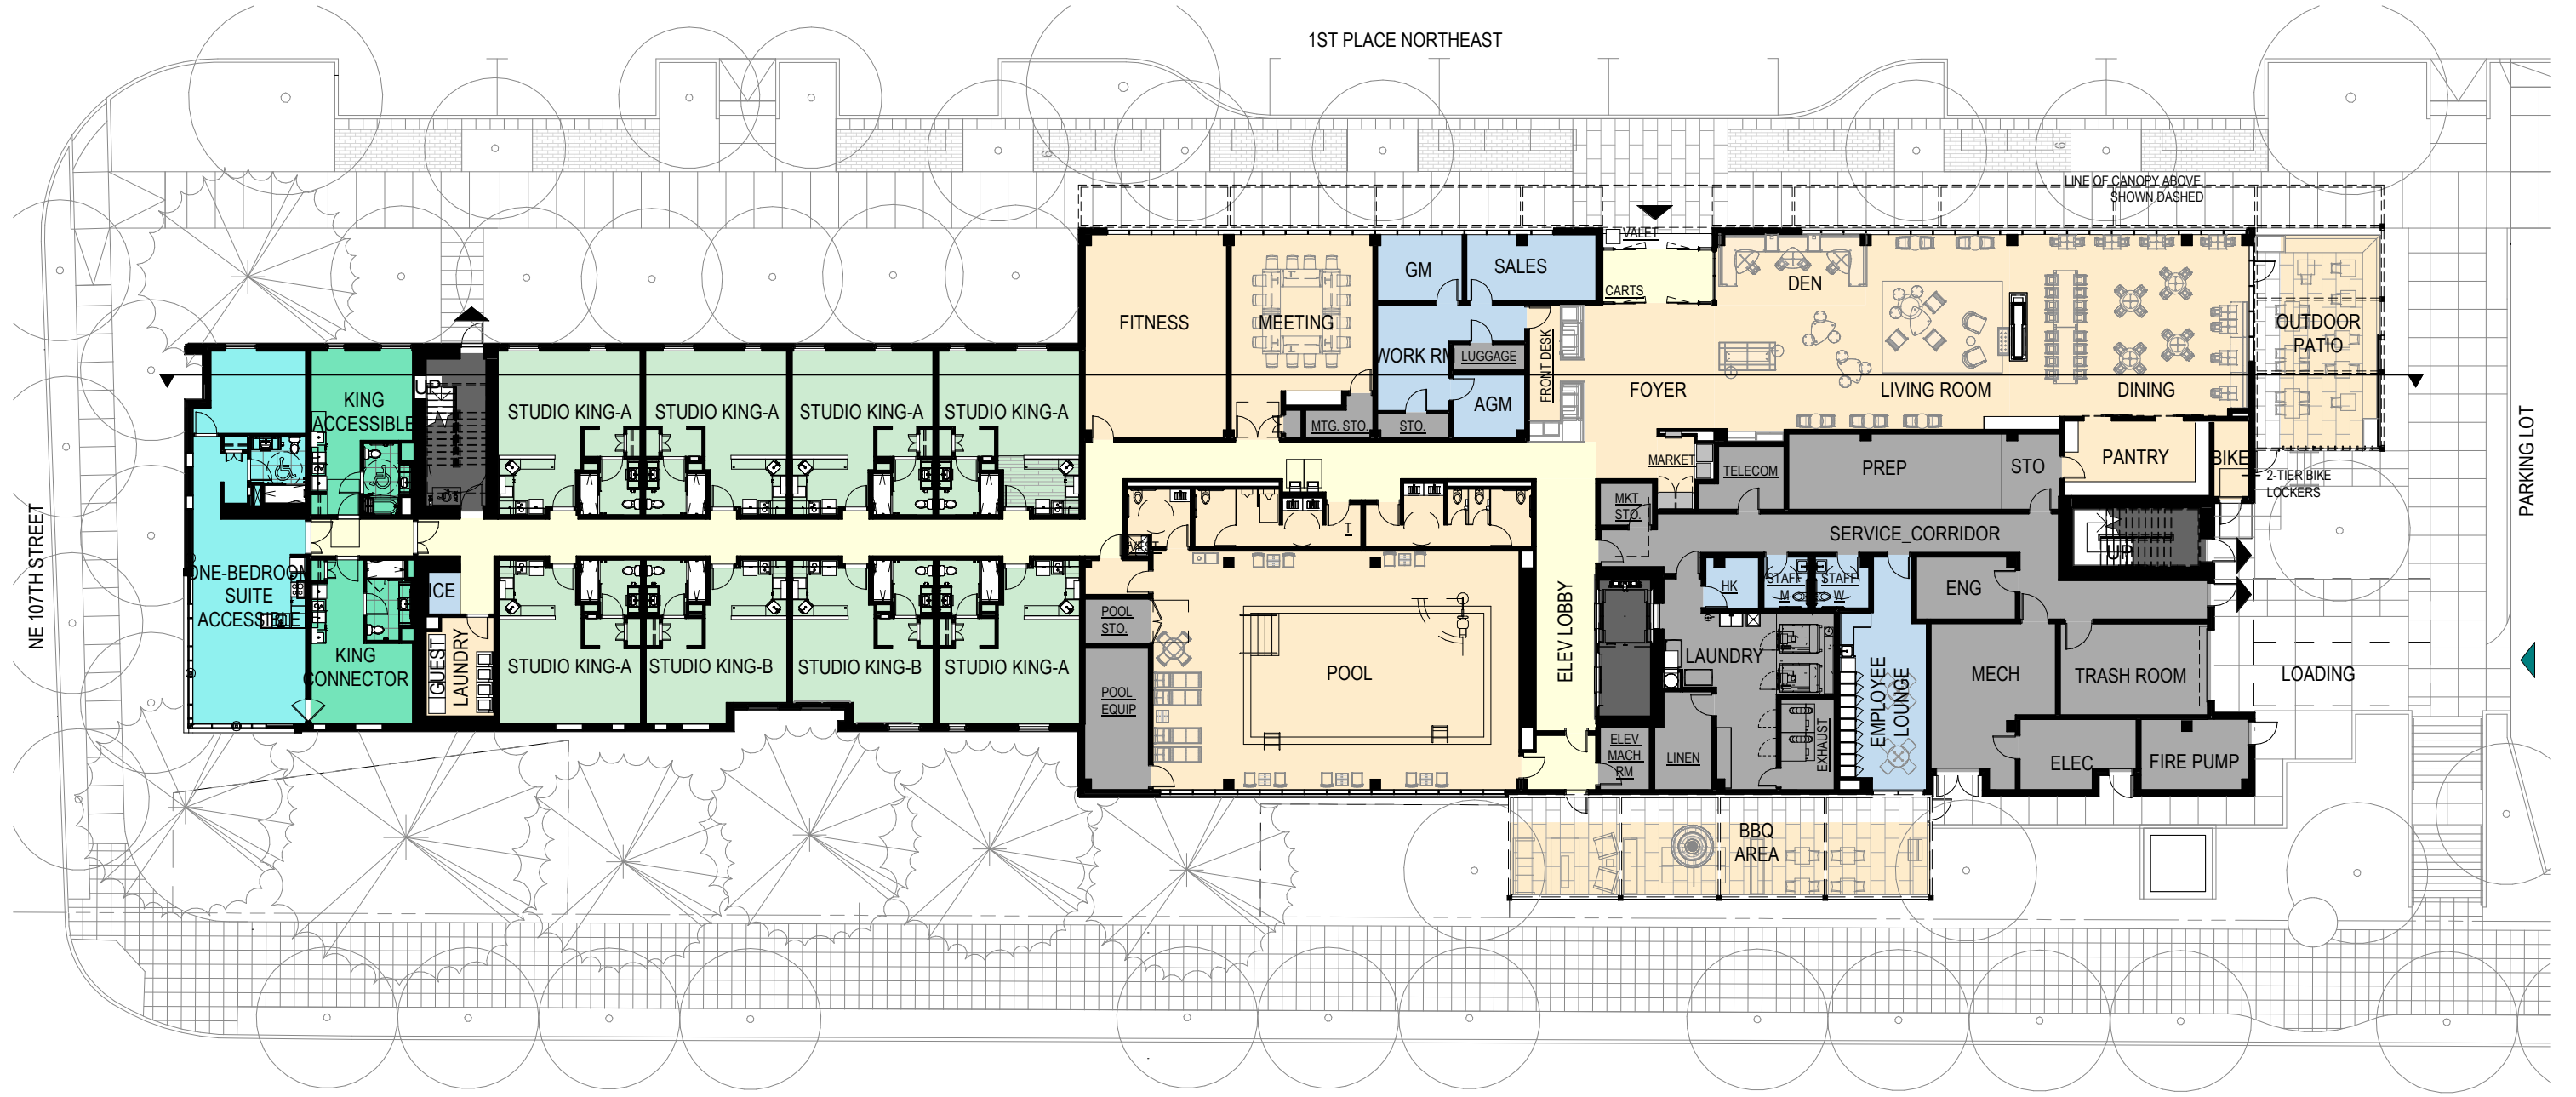 1ST PLACE NORTHEAST
LINE OF CANOPY ABOVE
SHOWN DASHED
VALET
GM
SALES
CARTS
DEN
FITNESS
MEETING
FRONT DESK
WORK RM
LUGGAGE
OUTDOOR
PATIO
FOYER
LIVING ROOM
DINING
AGM
MTG. STO.
STO.
UP
KING
ACCESSIBLE
STUDIO KING-A
STUDIO KING-A
STUDIO KING-A
STUDIO KING-A
MARKET
TELECOM
PREP
STO
PANTRY
BIKE
2-TIER BIKE
LOCKERS
PARKING LOT
NE 107TH STREET
MKT
STO.
T
SERVICE_CORRIDOR
UP
ONE-BEDROOM
SUITE
ACCESSIBLE
ICE
POOL
STO.
ELEV LOBBY
HK
STAFF
M
STAFF
W
ENG
KING
CONNECTOR
GUEST
LAUNDRY
STUDIO KING-A
STUDIO KING-B
STUDIO KING-B
STUDIO KING-A
POOL
EQUIP
POOL
LAUNDRY
EMPLOYEE
LOUNGE
MECH
TRASH ROOM
LOADING
ELEV
MACH
RM
LINEN
EXHAUST
ELEC
FIRE PUMP
BBQ
AREA